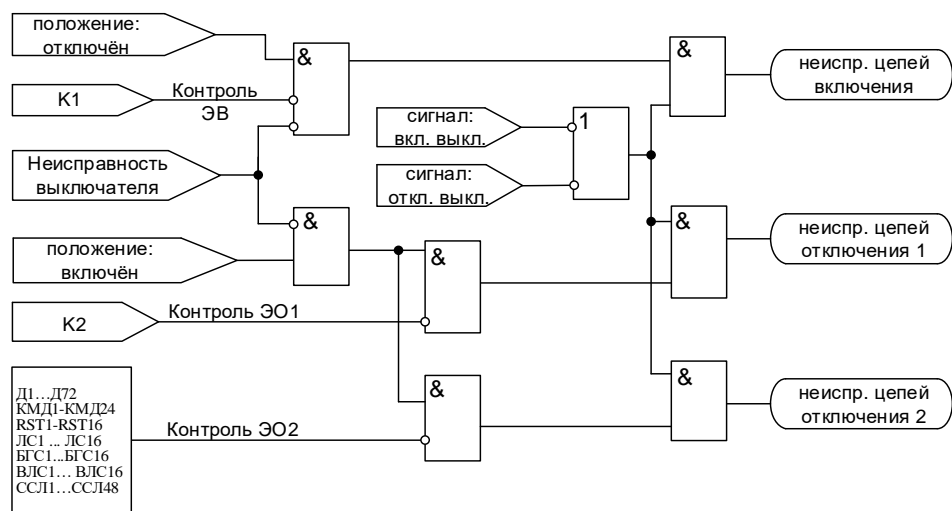 положение:
отключён
&
K1
Контроль
ЭВ
&
неиспр. цепей
включения
сигнал:
вкл. выкл.
1
Неисправность
выключателя
сигнал:
откл. выкл.
&
положение:
включён
&
&
неиспр. цепей
отключения 1
K2
Контроль ЭО1
Д1…Д72
КМД1-КМД24
RST1-RST16
ЛС1 ... ЛС16
БГС1...БГС16
ВЛС1… ВЛС16
ССЛ1…ССЛ48
Контроль ЭО2
&
&
неиспр. цепей
отключения 2